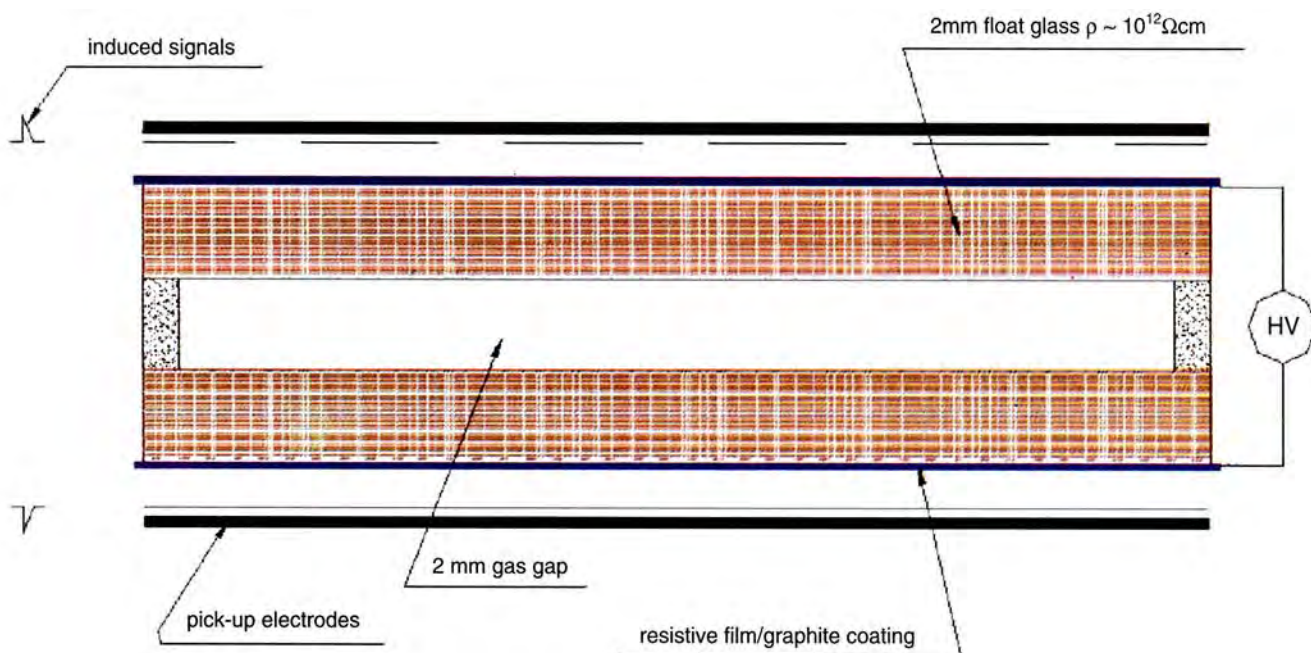 2mm float glass ρ ~ 10¹²Ωcm
induced signals
HV
2 mm gas gap
pick-up electrodes
resistive film/graphite coating